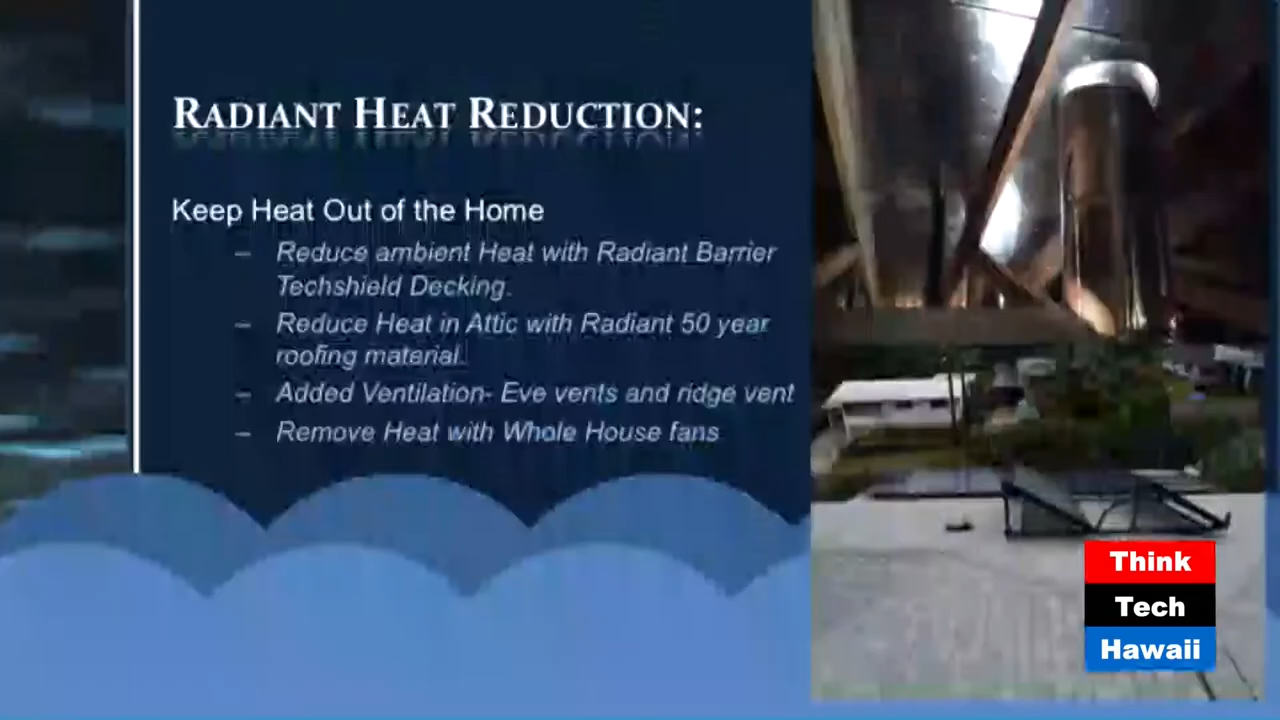 RADIANT HEAT REDUCTION:
Keep Heat Out of the Home
– Reduce ambient Heat with Radiant Barrier
Techshield Decking.
– Reduce Heat in Attic with Radiant 50 year
roofing material.
– Added Ventilation- Eve vents and ridge vent
– Remove Heat with Whole House fans
Think
Tech
Hawaii